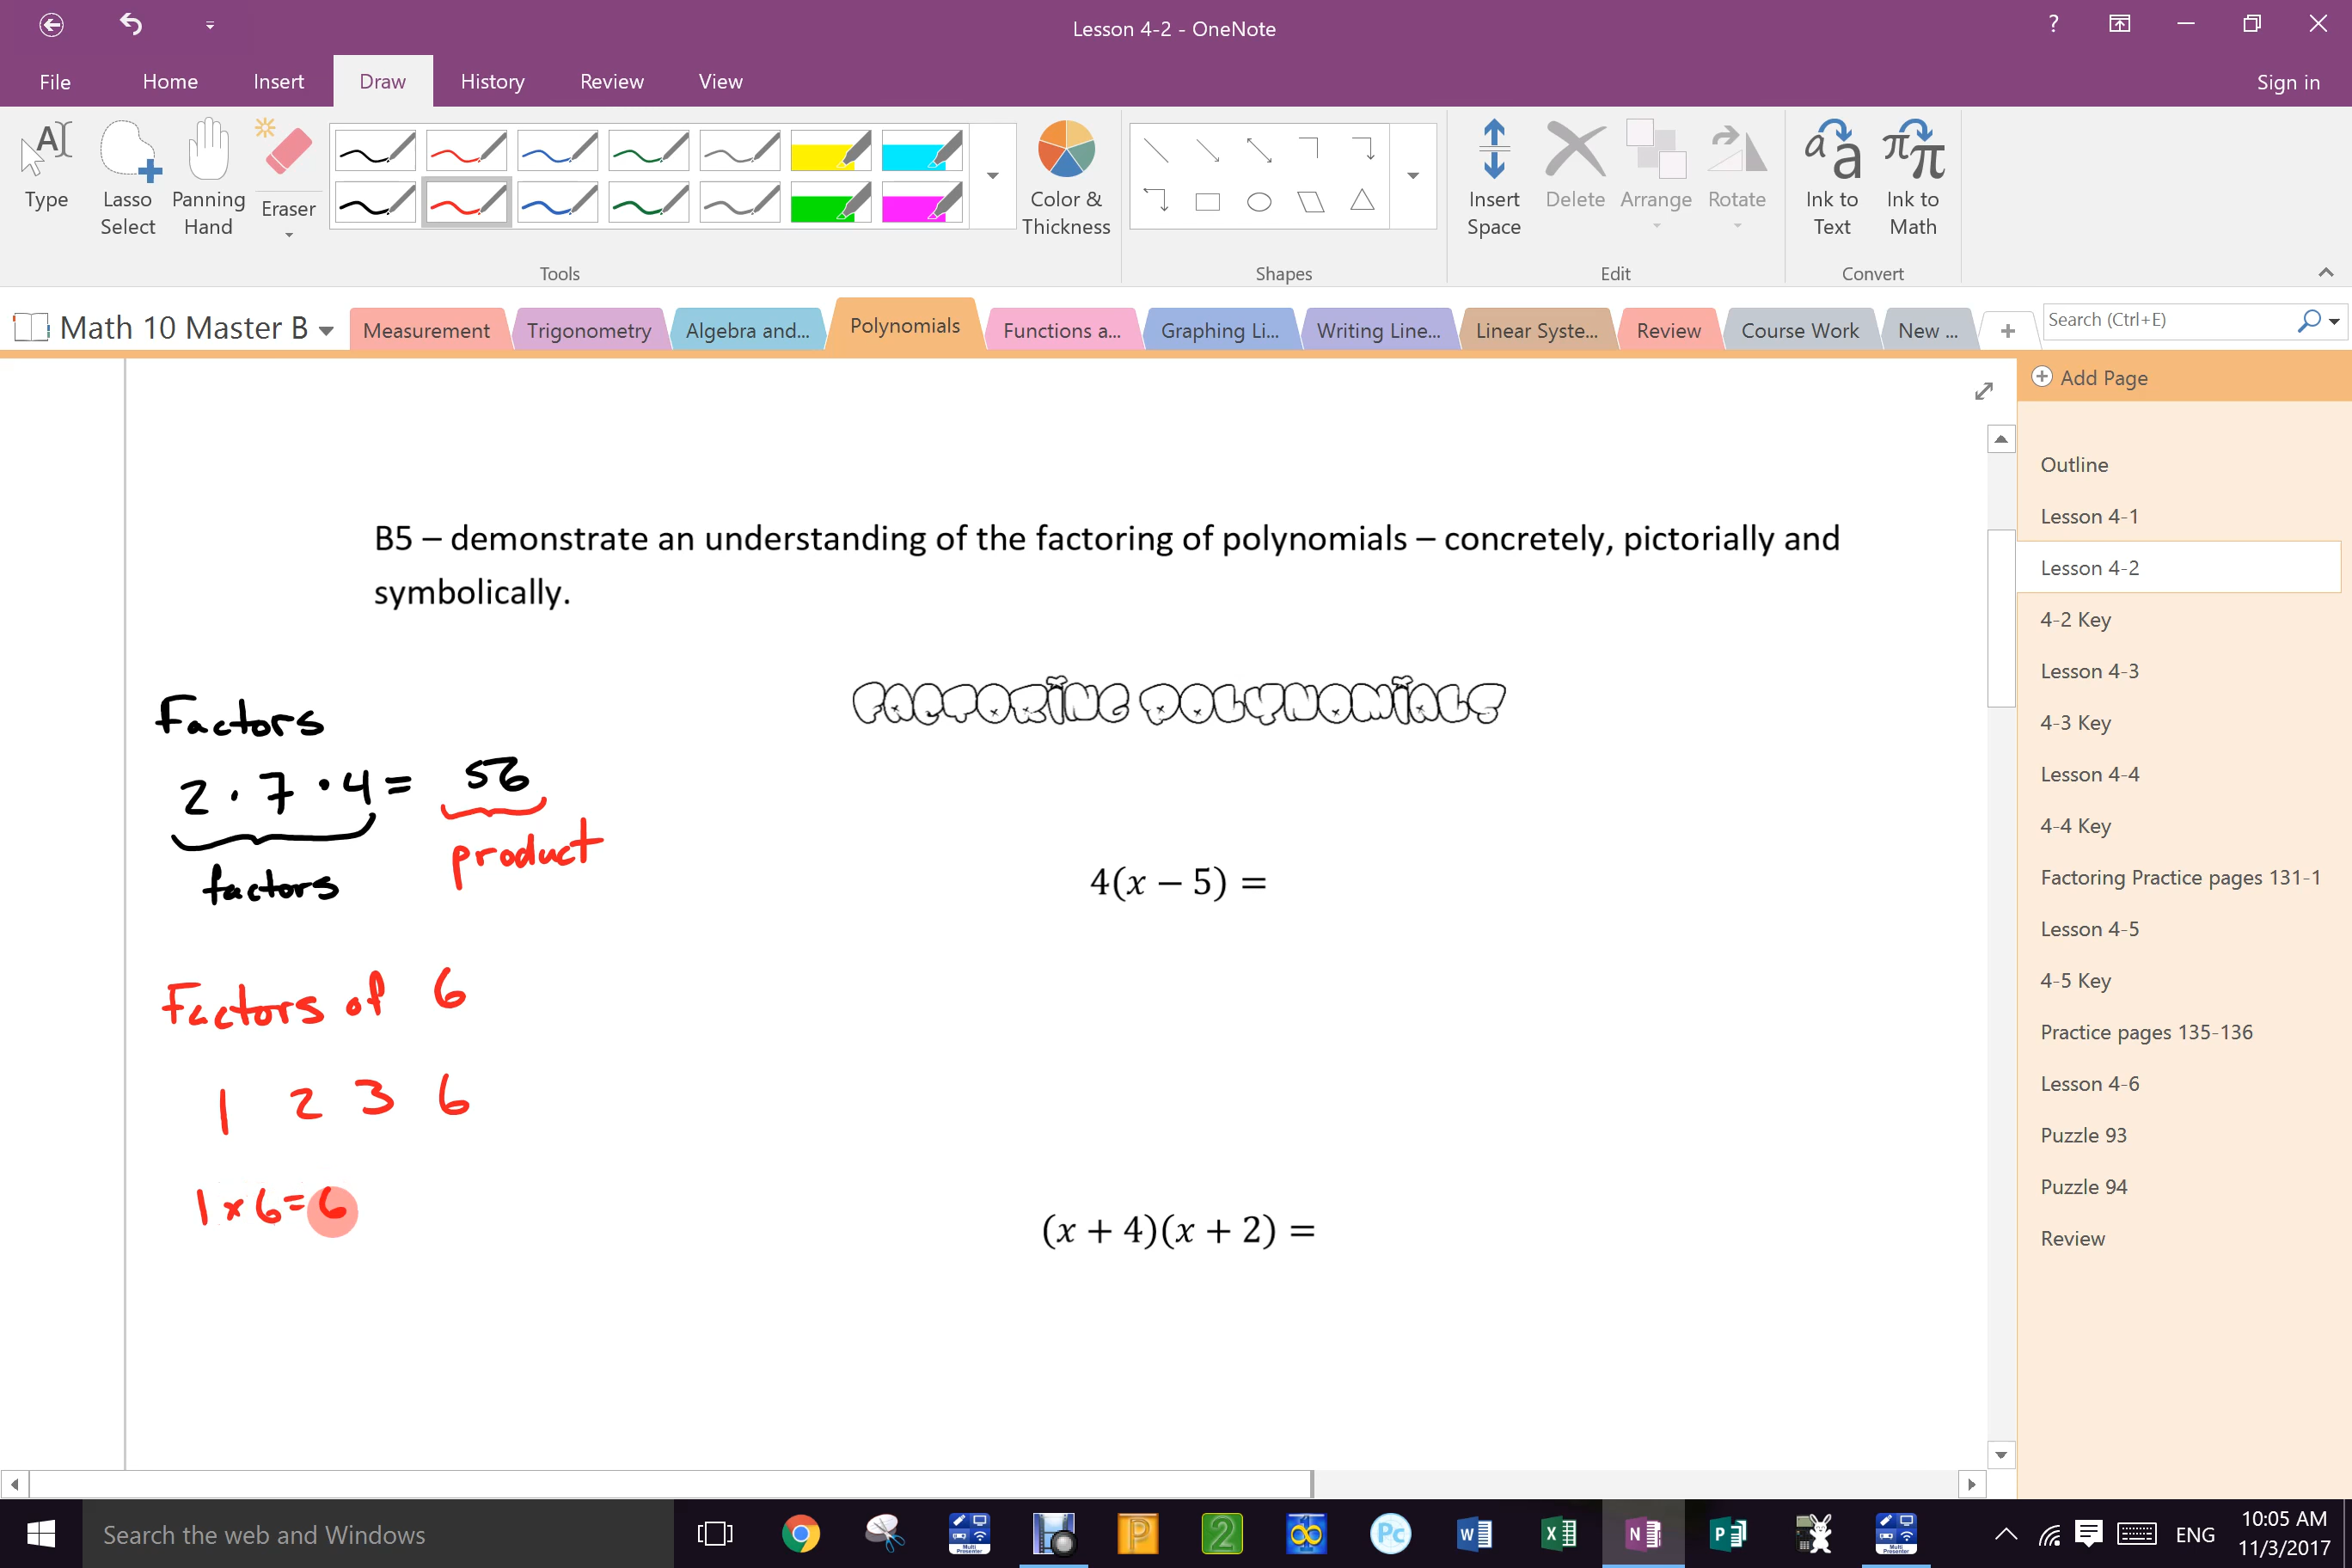 Lesson 4-2 - OneNote
?
File Home Insert Draw History Review View Sign in
Type
Lasso Select
Panning Hand
Eraser
Color & Thickness
Insert Space
Delete
Arrange
Rotate
Ink to Text
Ink to Math
Tools Shapes Edit Convert
Math 10 Master B
Measurement Trigonometry Algebra and... Polynomials Functions a... Graphing Li... Writing Line... Linear Syste... Review Course Work New ... +
Search (Ctrl+E)
Add Page
Outline
Lesson 4-1
Lesson 4-2
4-2 Key
Lesson 4-3
4-3 Key
Lesson 4-4
4-4 Key
Factoring Practice pages 131-1
Lesson 4-5
4-5 Key
Practice pages 135-136
Lesson 4-6
Puzzle 93
Puzzle 94
Review
B5 – demonstrate an understanding of the factoring of polynomials – concretely, pictorially and
symbolically.
FACTORING POLYNOMIALS
Factors
2 · 7 · 4 = 56
factors
product
4(x − 5) =
Factors of 6
1 2 3 6
1 × 6 = 6
(x + 4)(x + 2) =
Search the web and Windows
ENG
10:05 AM
11/3/2017